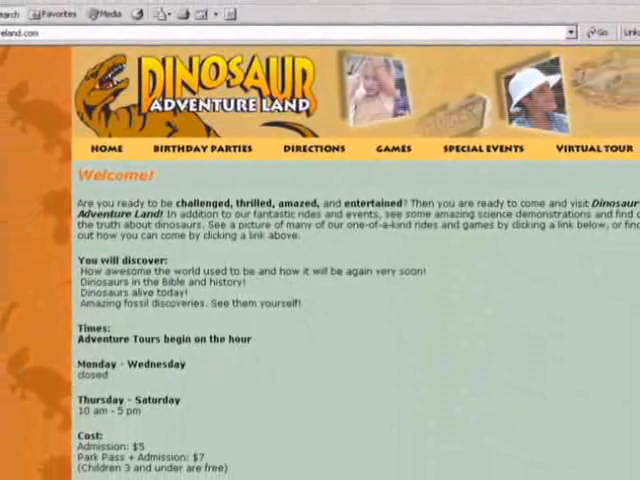 earch Favorites Media
eland.com Go Links
DINOSAUR
ADVENTURE LAND
HOME BIRTHDAY PARTIES DIRECTIONS GAMES SPECIAL EVENTS VIRTUAL TOUR
Welcome!
Are you ready to be challenged, thrilled, amazed, and entertained? Then you are ready to come and visit Dinosaur
Adventure Land! In addition to our fantastic rides and events, see some amazing science demonstrations and find o
the truth about dinosaurs. See a picture of many of our one-of-a-kind rides and games by clicking a link below, or fin
out how you can come by clicking a link above.
You will discover:
How awesome the world used to be and how it will be again very soon!
Dinosaurs in the Bible and history!
Dinosaurs alive today!
Amazing fossil discoveries. See them yourself!
Times:
Adventure Tours begin on the hour
Monday - Wednesday
closed
Thursday - Saturday
10 am - 5 pm
Cost:
Admission: $5
Park Pass + Admission: $7
(Children 3 and under are free)